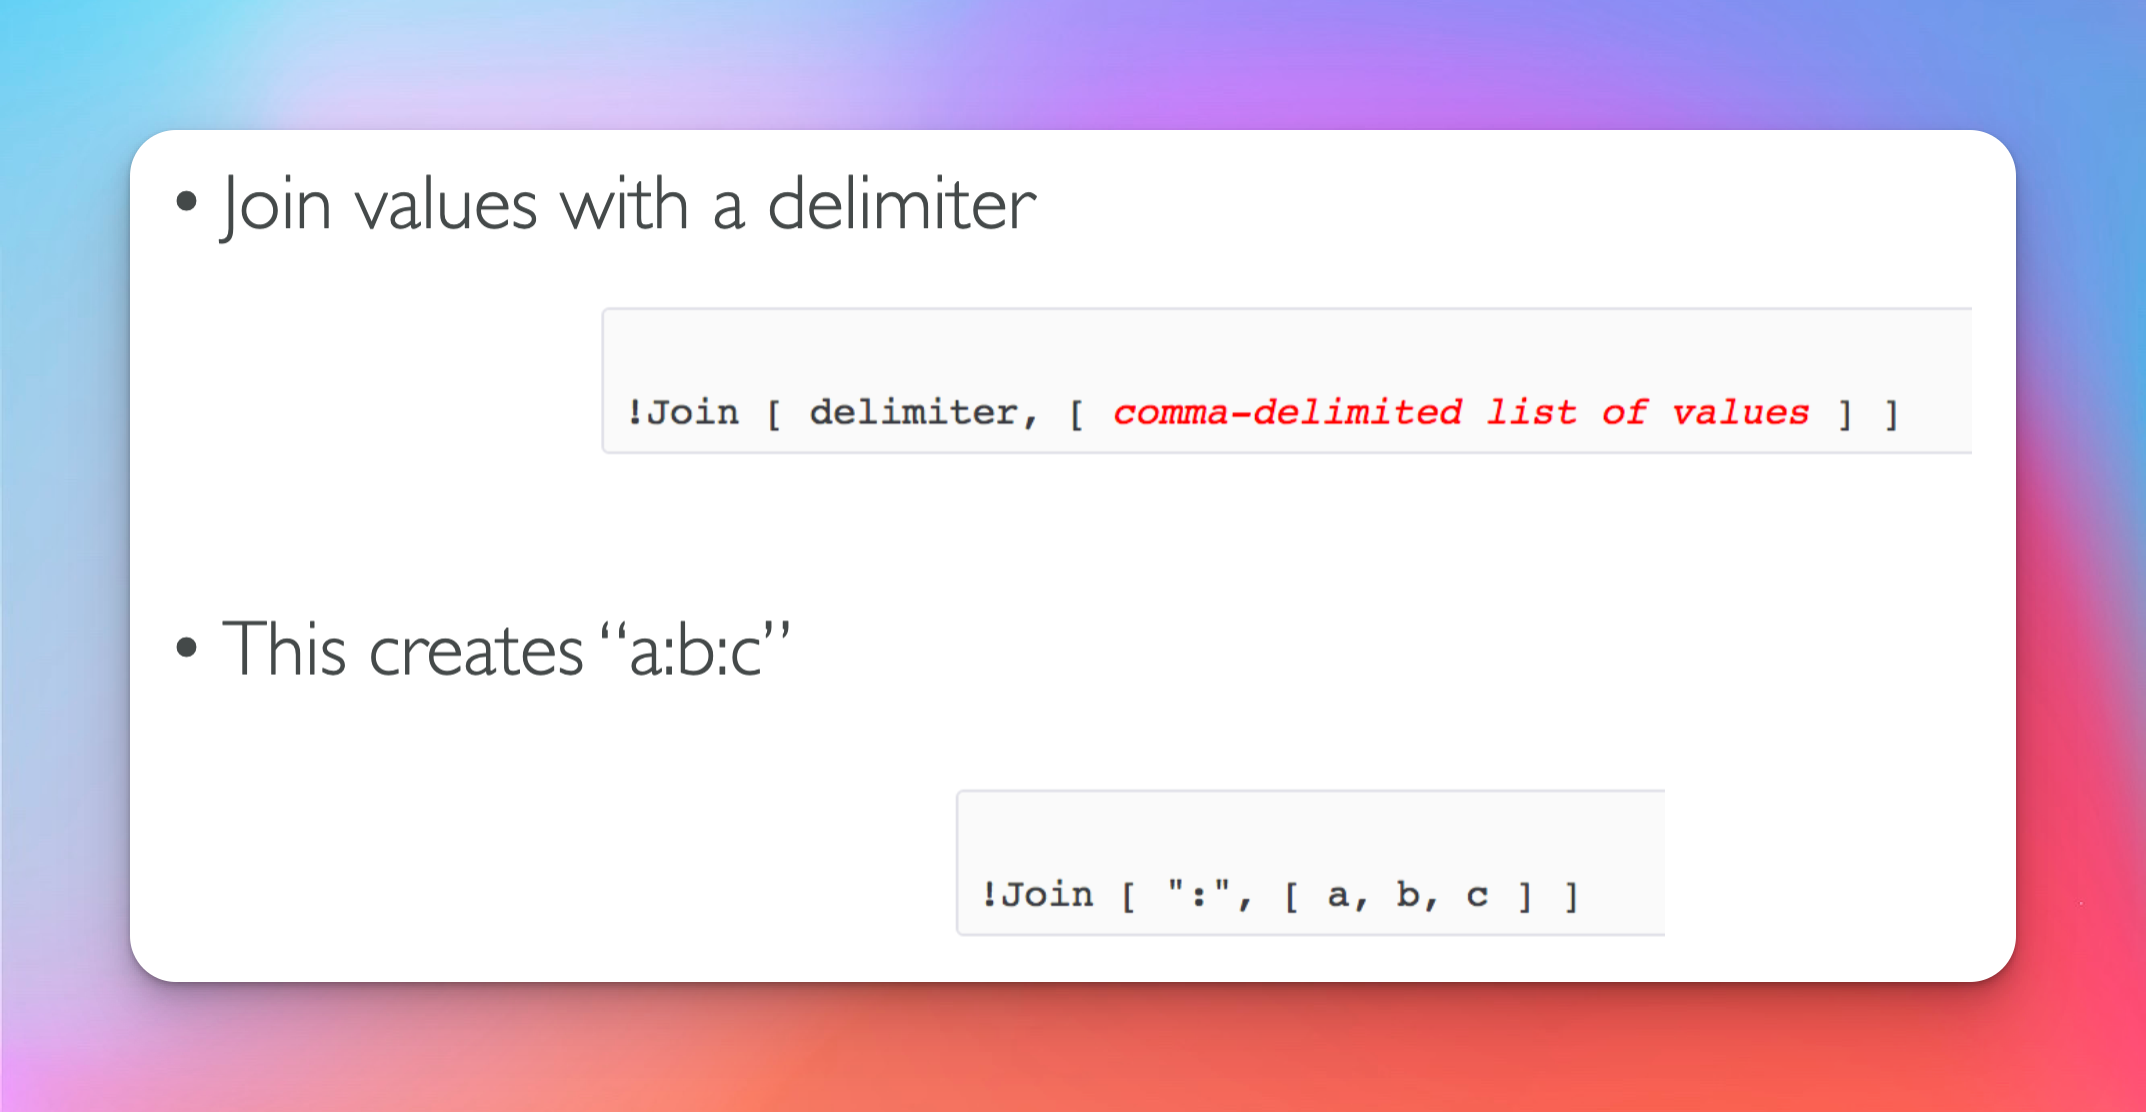 • Join values with a delimiter
!Join [ delimiter, [ comma-delimited list of values ] ]
• This creates “a:b:c”
!Join [ ":", [ a, b, c ] ]